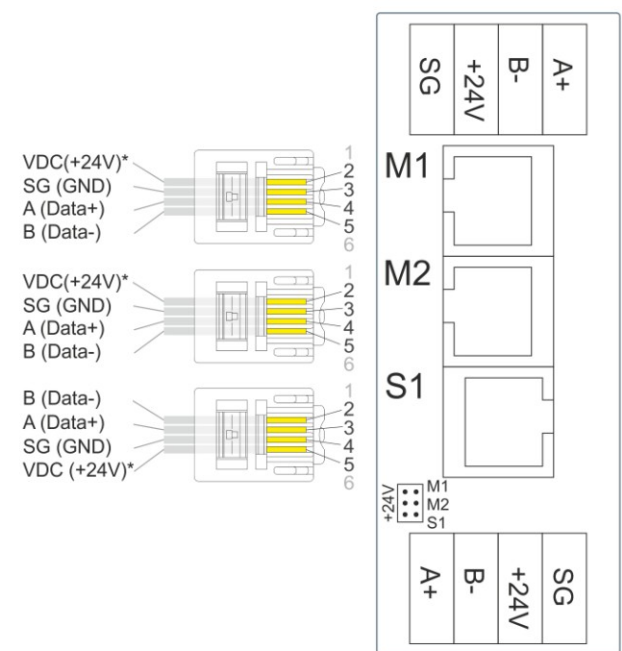 SG +24V B- A+
VDC(+24V)*
SG (GND)
A (Data+)
B (Data-)
1
2
3
4
5
6
M1
VDC(+24V)*
SG (GND)
A (Data+)
B (Data-)
1
2
3
4
5
6
M2
B (Data-)
A (Data+)
SG (GND)
VDC (+24V)*
1
2
3
4
5
6
S1
+24V
M1
M2
S1
A+ B- +24V SG